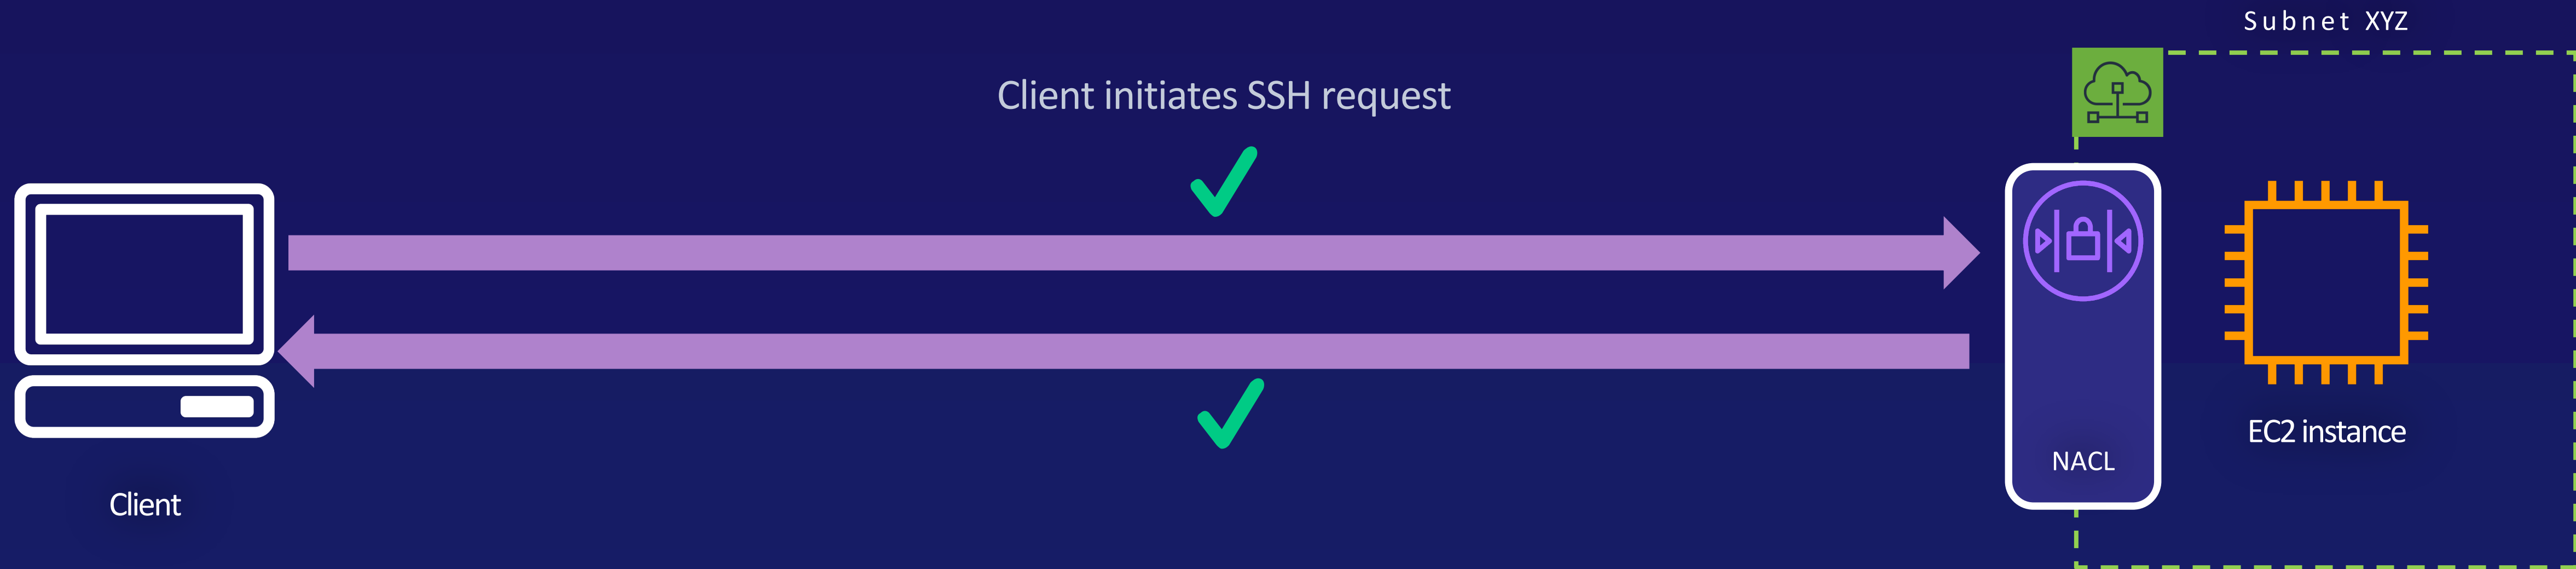 Subnet XYZ
Client initiates SSH request
EC2 instance
NACL
Client